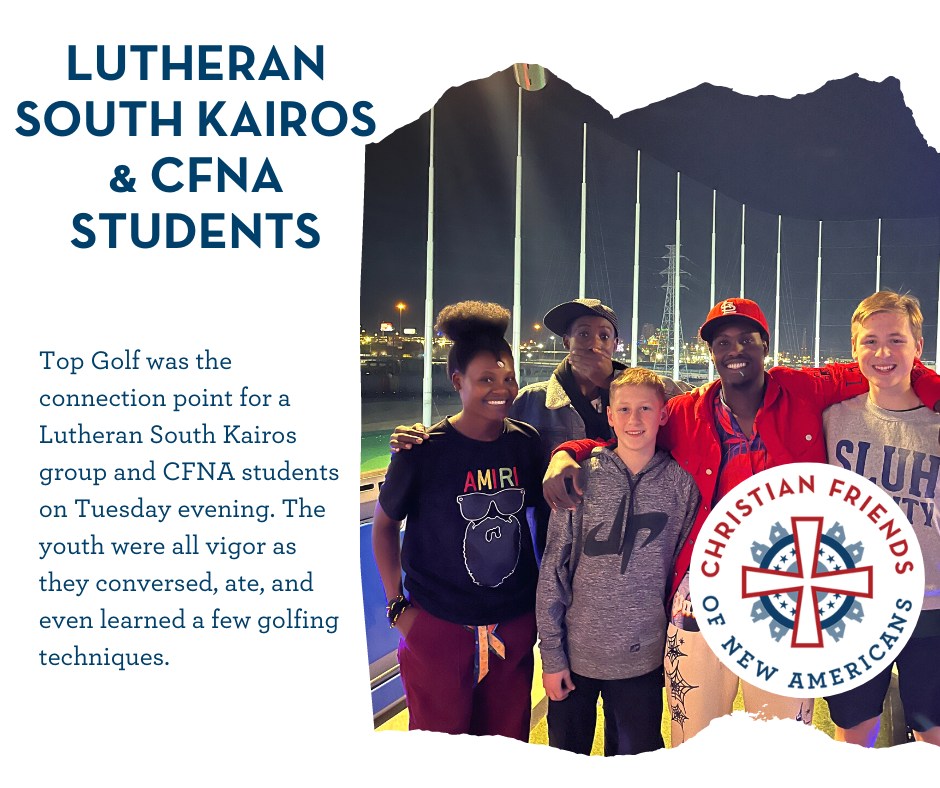 LUTHERAN
SOUTH KAIROS
& CFNA
STUDENTS
Top Golf was the
connection point for a
Lutheran South Kairos
group and CFNA students
on Tuesday evening. The
youth were all vigor as
they conversed, ate, and
even learned a few golfing
techniques.
AMIRI
SLUH
CHRISTIAN FRIENDS
OF NEW AMERICANS